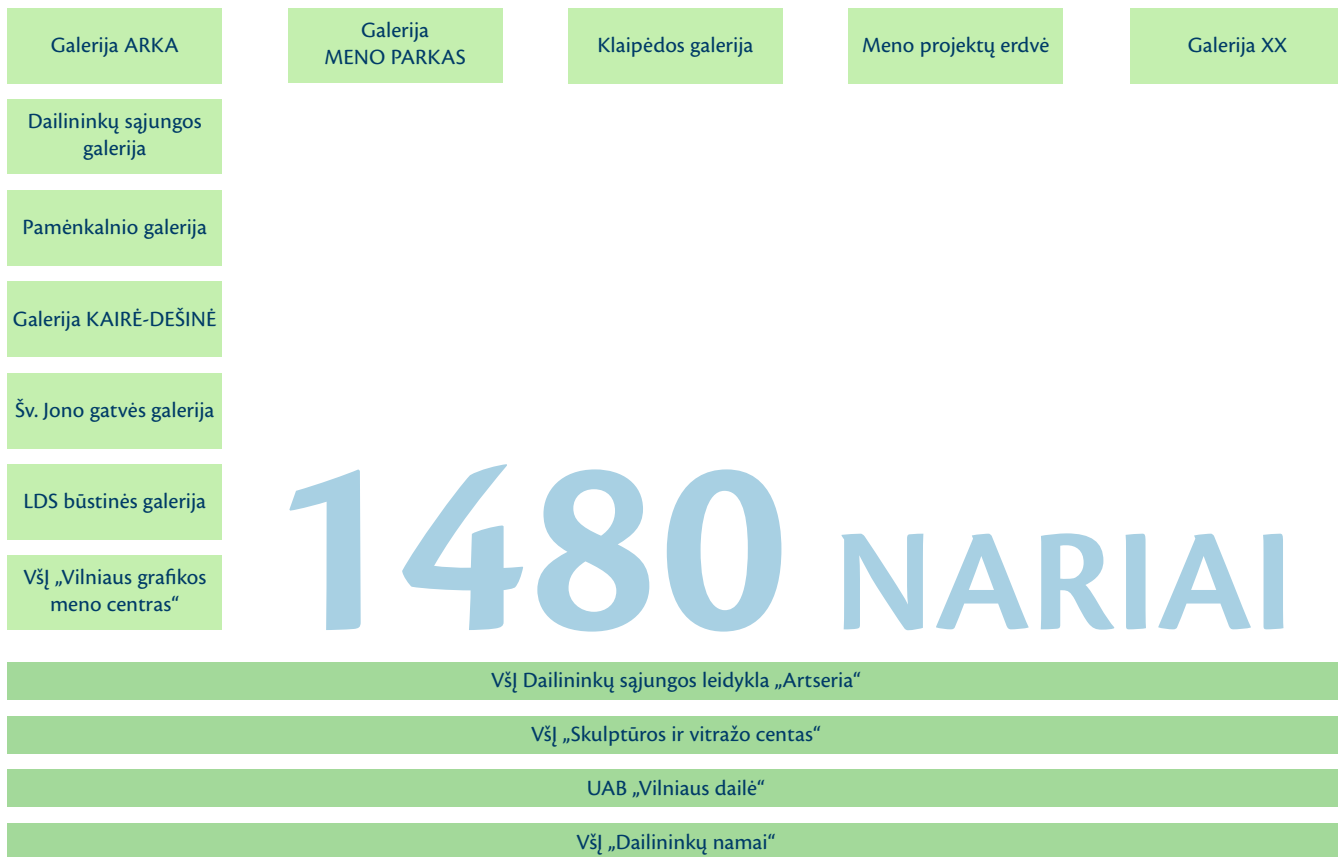 Galerija ARKA
Galerija
MENO PARKAS
Klaipėdos galerija
Meno projektų erdvė
Galerija XX
Dailininkų sąjungos
galerija
Pamėnkalnio galerija
Galerija KAIRĖ-DEŠINĖ
Šv. Jono gatvės galerija
LDS būstinės galerija
VšĮ „Vilniaus grafikos
meno centras“
1480 NARIAI
VšĮ Dailininkų sąjungos leidykla „Artseria“
VšĮ „Skulptūros ir vitražo centas“
UAB „Vilniaus dailė“
VšĮ „Dailininkų namai“